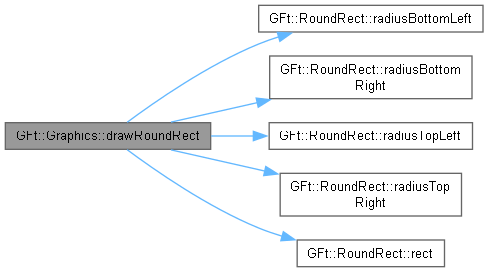 GFt::RoundRect::radiusBottomLeft
GFt::RoundRect::radiusBottom
Right
GFt::Graphics::drawRoundRect
GFt::RoundRect::radiusTopLeft
GFt::RoundRect::radiusTop
Right
GFt::RoundRect::rect